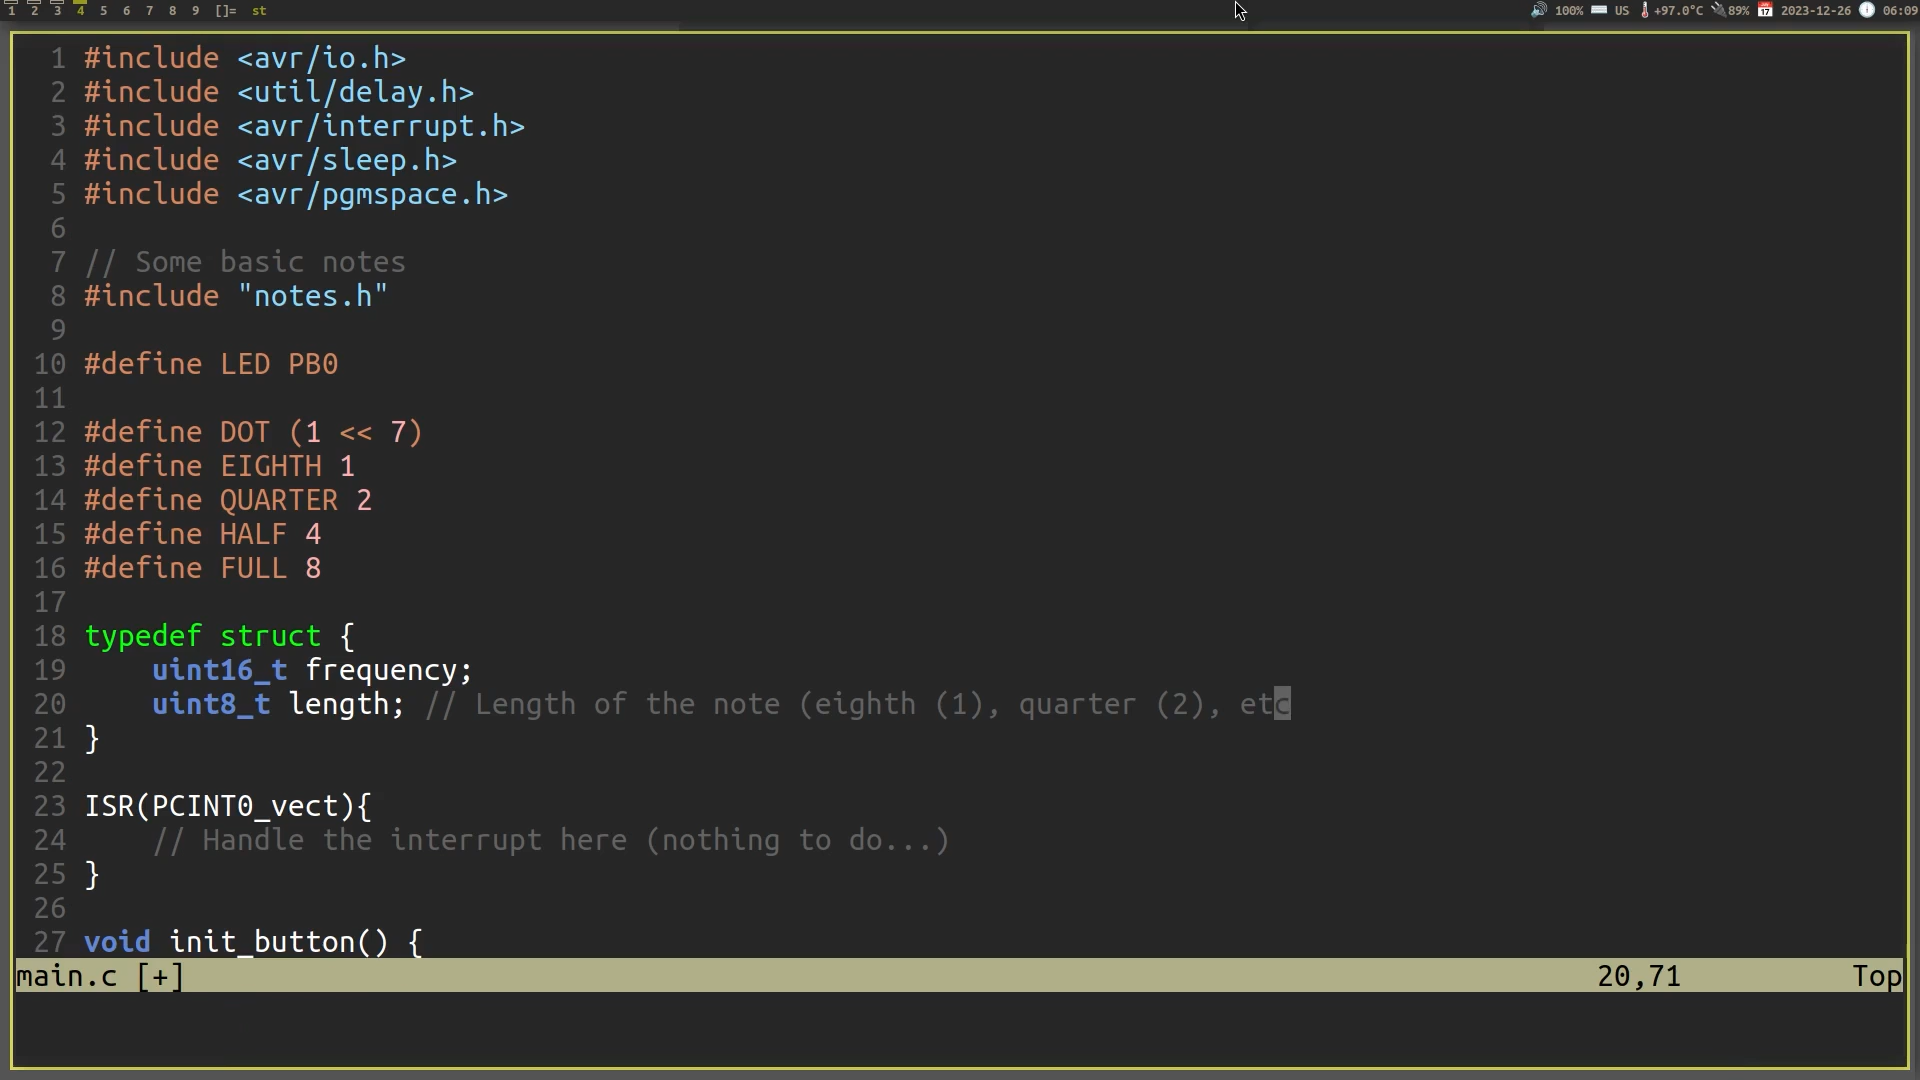 1 2 3 4 5 6 7 8 9 []= st 100% US +97.0°C 89% 2023-12-26 06:09
1 #include <avr/io.h>
2 #include <util/delay.h>
3 #include <avr/interrupt.h>
4 #include <avr/sleep.h>
5 #include <avr/pgmspace.h>
6
7 // Some basic notes
8 #include "notes.h"
9
10 #define LED PB0
11
12 #define DOT (1 << 7)
13 #define EIGHTH 1
14 #define QUARTER 2
15 #define HALF 4
16 #define FULL 8
17
18 typedef struct {
19     uint16_t frequency;
20     uint8_t length; // Length of the note (eighth (1), quarter (2), etc
21 }
22
23 ISR(PCINT0_vect){
24     // Handle the interrupt here (nothing to do...)
25 }
26
27 void init_button() {
main.c [+] 20,71 Top